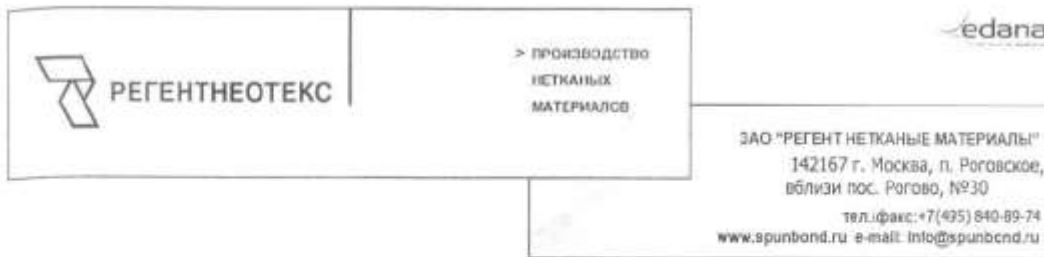 РЕГЕНТНЕОТЕКС
> ПРОИЗВОДСТВО
НЕТКАНЫХ
МАТЕРИАЛОВ
edana
ЗАО "РЕГЕНТ НЕТКАНЫЕ МАТЕРИАЛЫ"
142167 г. Москва, п. Роговское,
вблизи пос. Рогово, №30
тел./факс:+7(495) 840-89-74
www.spunbond.ru e-mail: info@spunbond.ru